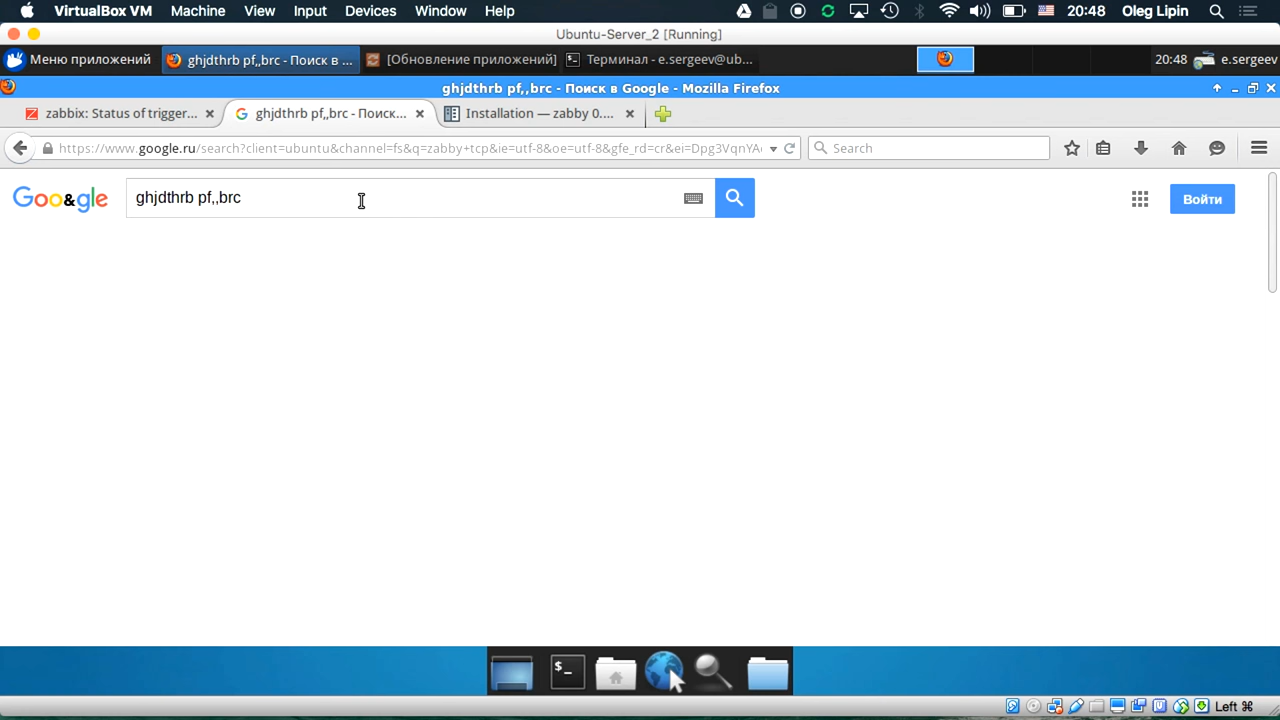 VirtualBox VM Machine View Input Devices Window Help 20:48 Oleg Lipin
Ubuntu-Server_2 [Running]
Меню приложений ghjdthrb pf,,brc - Поиск в ... [Обновление приложений] Терминал - e.sergeev@ub... 20:48 e.sergeev
ghjdthrb pf,,brc - Поиск в Google - Mozilla Firefox
zabbix: Status of trigger... ghjdthrb pf,,brc - Поиск... Installation — zabby 0....
https://www.google.ru/search?client=ubuntu&channel=fs&q=zabby+tcp&ie=utf-8&oe=utf-8&gfe_rd=cr&ei=Dpg3VqnYA Search
Goo&gle ghjdthrb pf,,brc Войти
Left ⌘